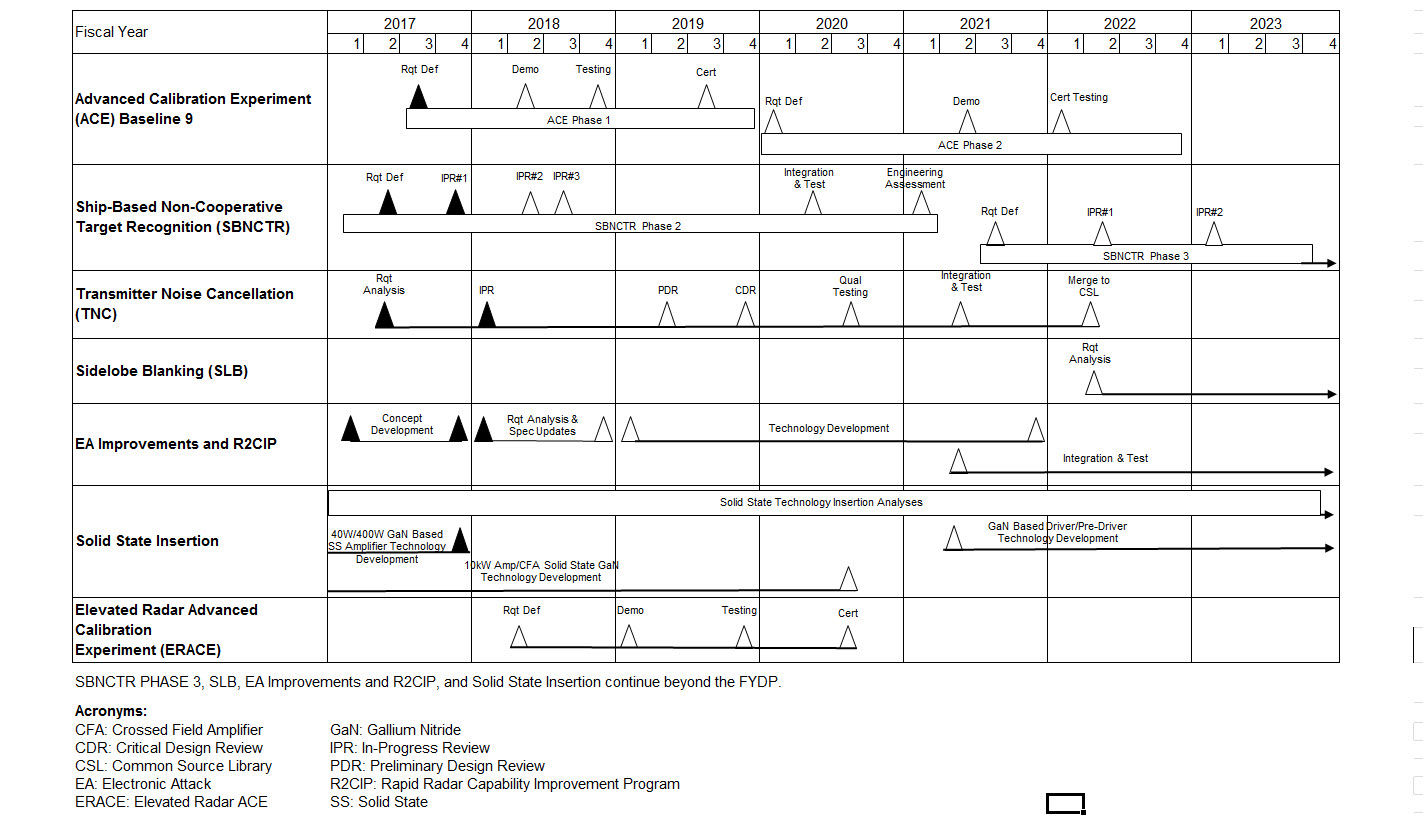 Fiscal Year
2017 2018 2019 2020 2021 2022 2023
1 2 3 4 1 2 3 4 1 2 3 4 1 2 3 4 1 2 3 4 1 2 3 4 1 2 3 4
Advanced Calibration Experiment
(ACE) Baseline 9
Rqt Def
Demo
Testing
Cert
ACE Phase 1
Rqt Def
Demo
Cert Testing
ACE Phase 2
Ship-Based Non-Cooperative
Target Recognition (SBNCTR)
Rqt Def
IPR#1
IPR#2
IPR#3
Integration
& Test
Engineering
Assessment
SBNCTR Phase 2
Rqt Def
IPR#1
IPR#2
SBNCTR Phase 3
Transmitter Noise Cancellation
(TNC)
Rqt
Analysis
IPR
PDR
CDR
Qual
Testing
Integration
& Test
Merge to
CSL
Sidelobe Blanking (SLB)
Rqt
Analysis
EA Improvements and R2CIP
Concept
Development
Rqt Analysis &
Spec Updates
Technology Development
Integration & Test
Solid State Insertion
Solid State Technology Insertion Analyses
40W/400W GaN Based
SS Amplifier Technology
Development
10kW Amp/CFA Solid State GaN
Technology Development
GaN Based Driver/Pre-Driver
Technology Development
Elevated Radar Advanced
Calibration
Experiment (ERACE)
Rqt Def
Demo
Testing
Cert
SBNCTR PHASE 3, SLB, EA Improvements and R2CIP, and Solid State Insertion continue beyond the FYDP.
Acronyms:
CFA: Crossed Field Amplifier
CDR: Critical Design Review
CSL: Common Source Library
EA: Electronic Attack
ERACE: Elevated Radar ACE
GaN: Gallium Nitride
IPR: In-Progress Review
PDR: Preliminary Design Review
R2CIP: Rapid Radar Capability Improvement Program
SS: Solid State